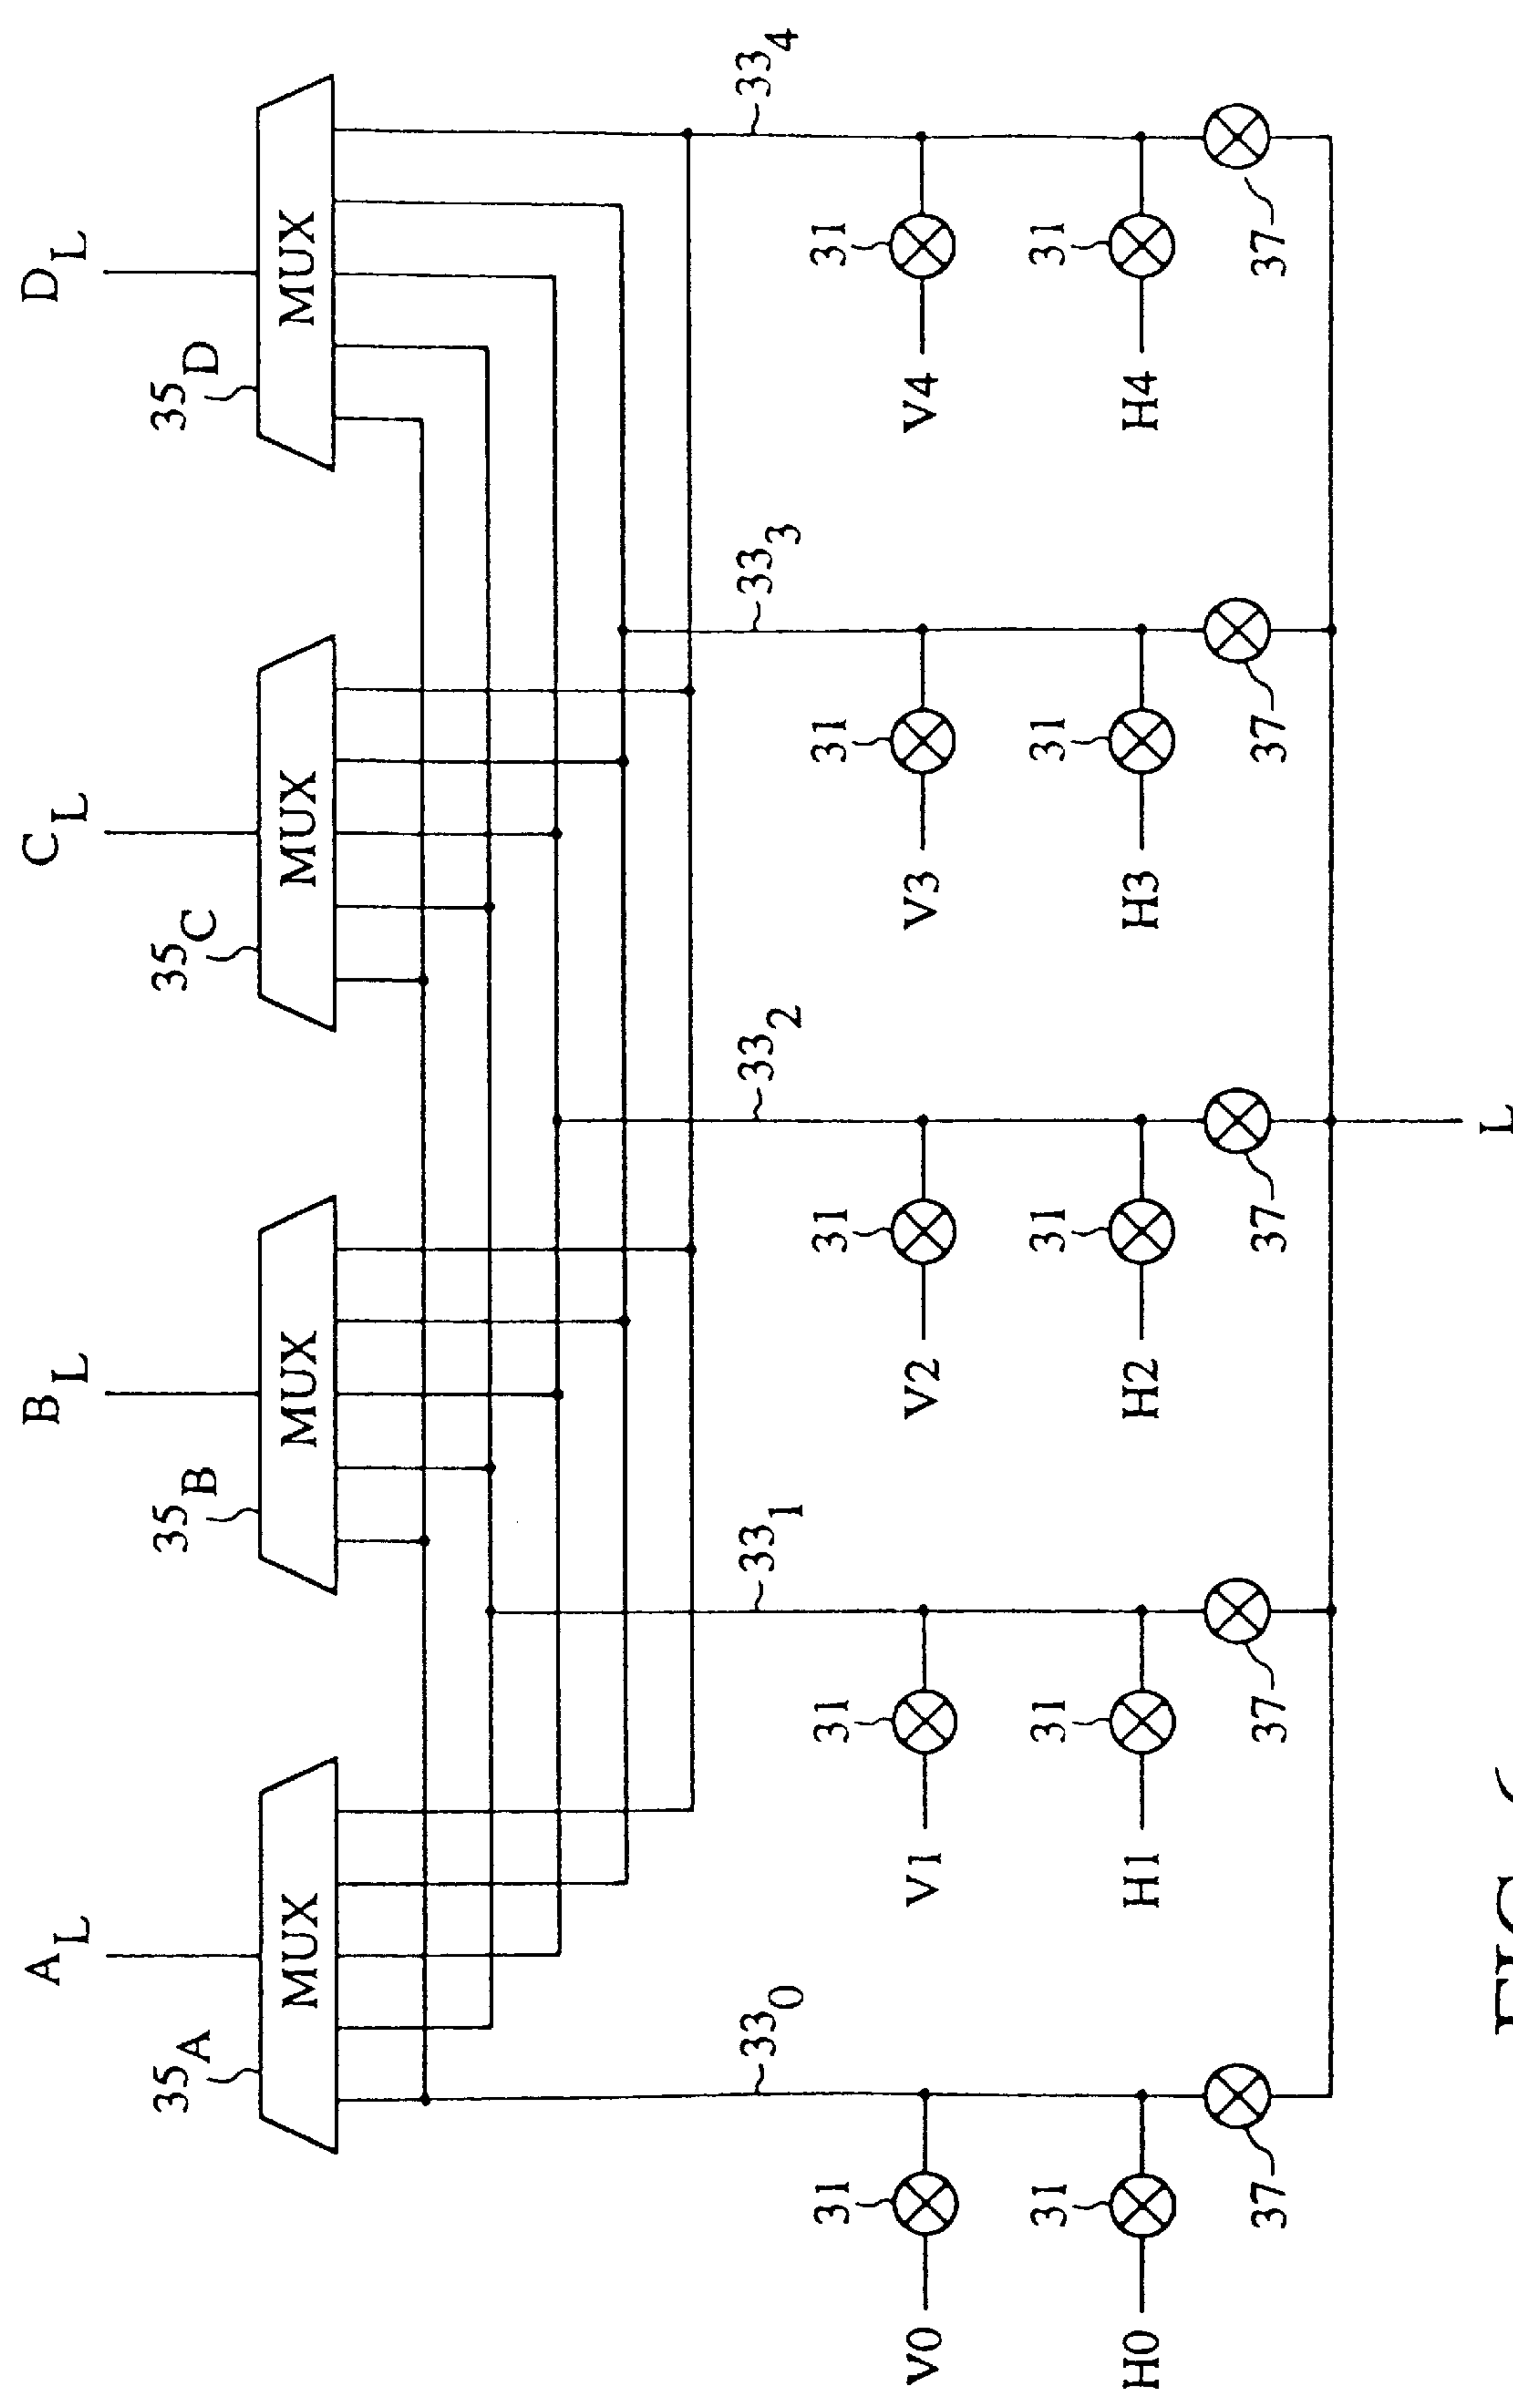 A_L B_L C_L D_L
35_A 35_B 35_C 35_D
MUX MUX MUX MUX
33_0 33_1 33_2 33_3 33_4
31 31 31 31 31
V0 V1 V2 V3 V4
31 31 31 31 31
H0 H1 H2 H3 H4
37 37 37 37 37
L
FIG